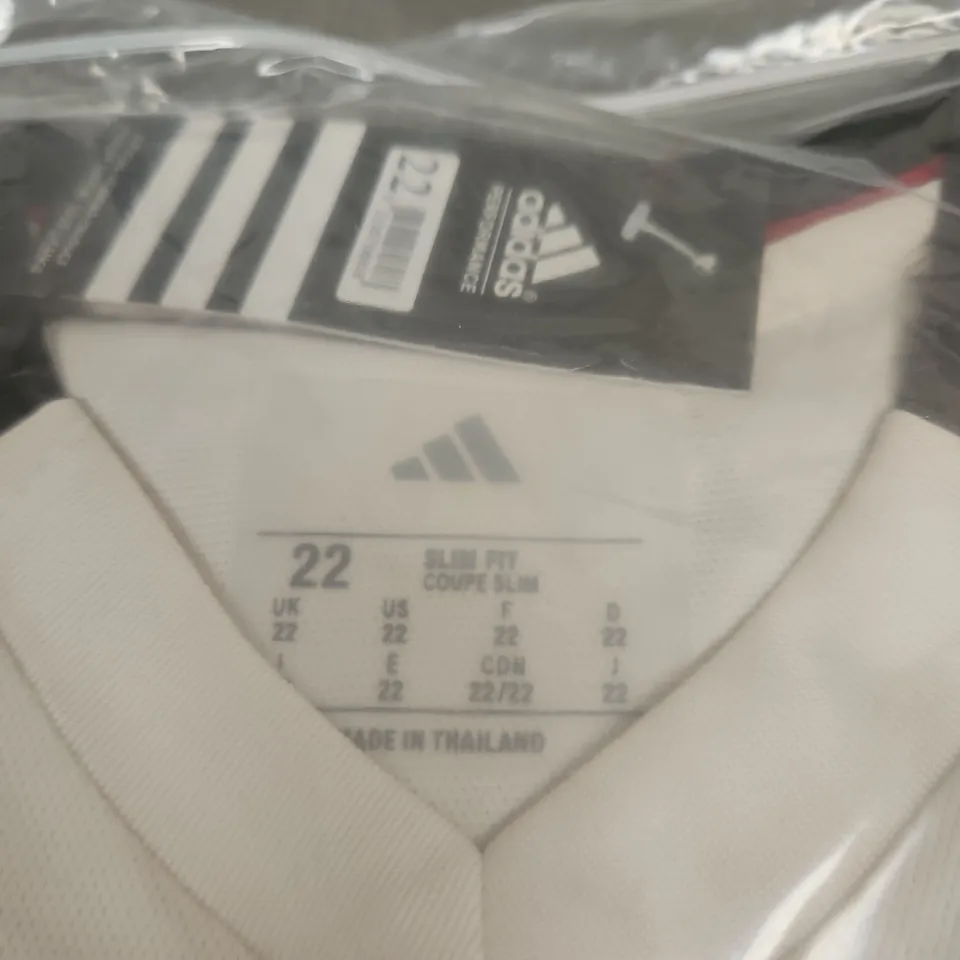 22
adidas
PERFORMANCE
22 SLIM FIT
COUPE SLIM
UK US F D
22 22 22 22
I E CDN J
22 22/22 22
MADE IN THAILAND